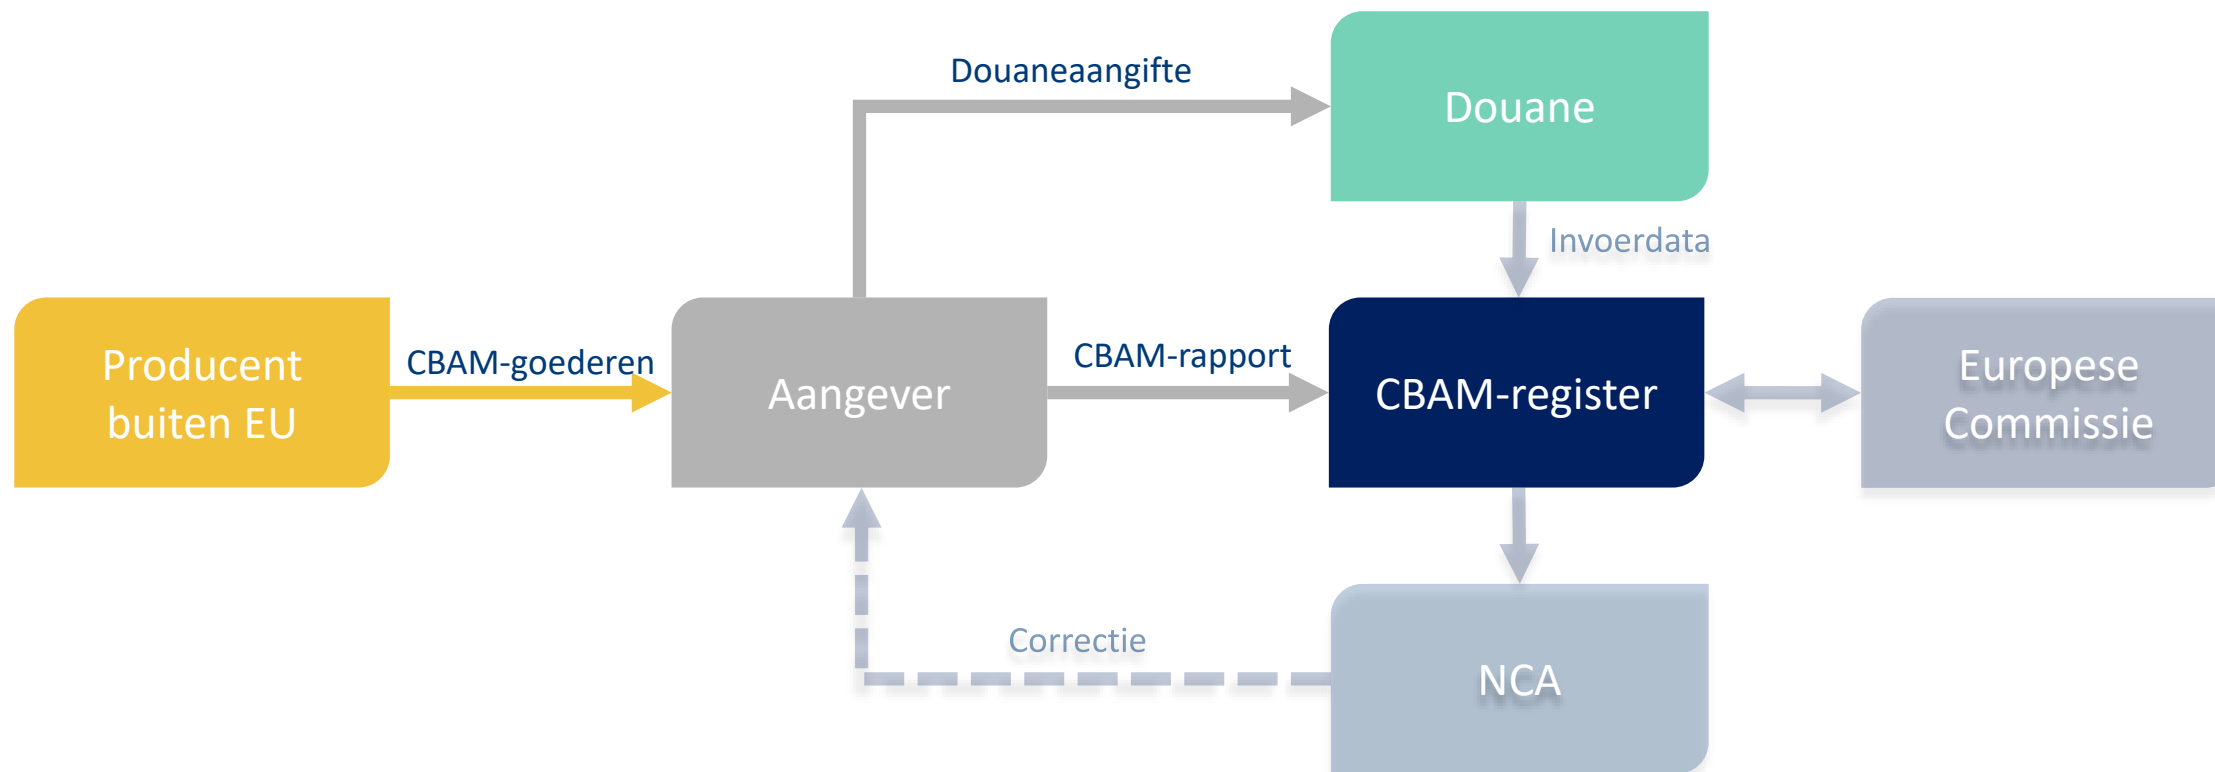 Douaneaangifte
Douane
Invoerdata
Producent
buiten EU
CBAM-goederen
Aangever
CBAM-rapport
CBAM-register
Europese
Commissie
Correctie
NCA